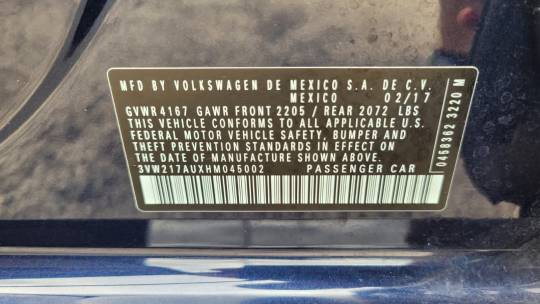 MFD BY VOLKSWAGEN DE MEXICO S.A. DE C.V.
MEXICO 02/17
GVWR 4167 GAWR FRONT 2205 / REAR 2072 LBS
THIS VEHICLE CONFORMS TO ALL APPLICABLE U.S.
FEDERAL MOTOR VEHICLE SAFETY, BUMPER AND
THEFT PREVENTION STANDARDS IN EFFECT ON
THE DATE OF MANUFACTURE SHOWN ABOVE.
3VW217AUXHM045002 PASSENGER CAR
0458362 3220 M